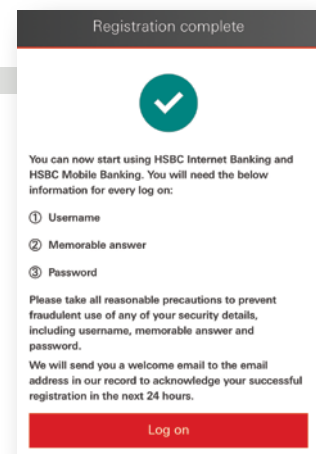 Registration complete
You can now start using HSBC Internet Banking and
HSBC Mobile Banking. You will need the below
information for every log on:
① Username
② Memorable answer
③ Password
Please take all reasonable precautions to prevent
fraudulent use of any of your security details,
including username, memorable answer and
password.
We will send you a welcome email to the email
address in our record to acknowledge your successful
registration in the next 24 hours.
Log on